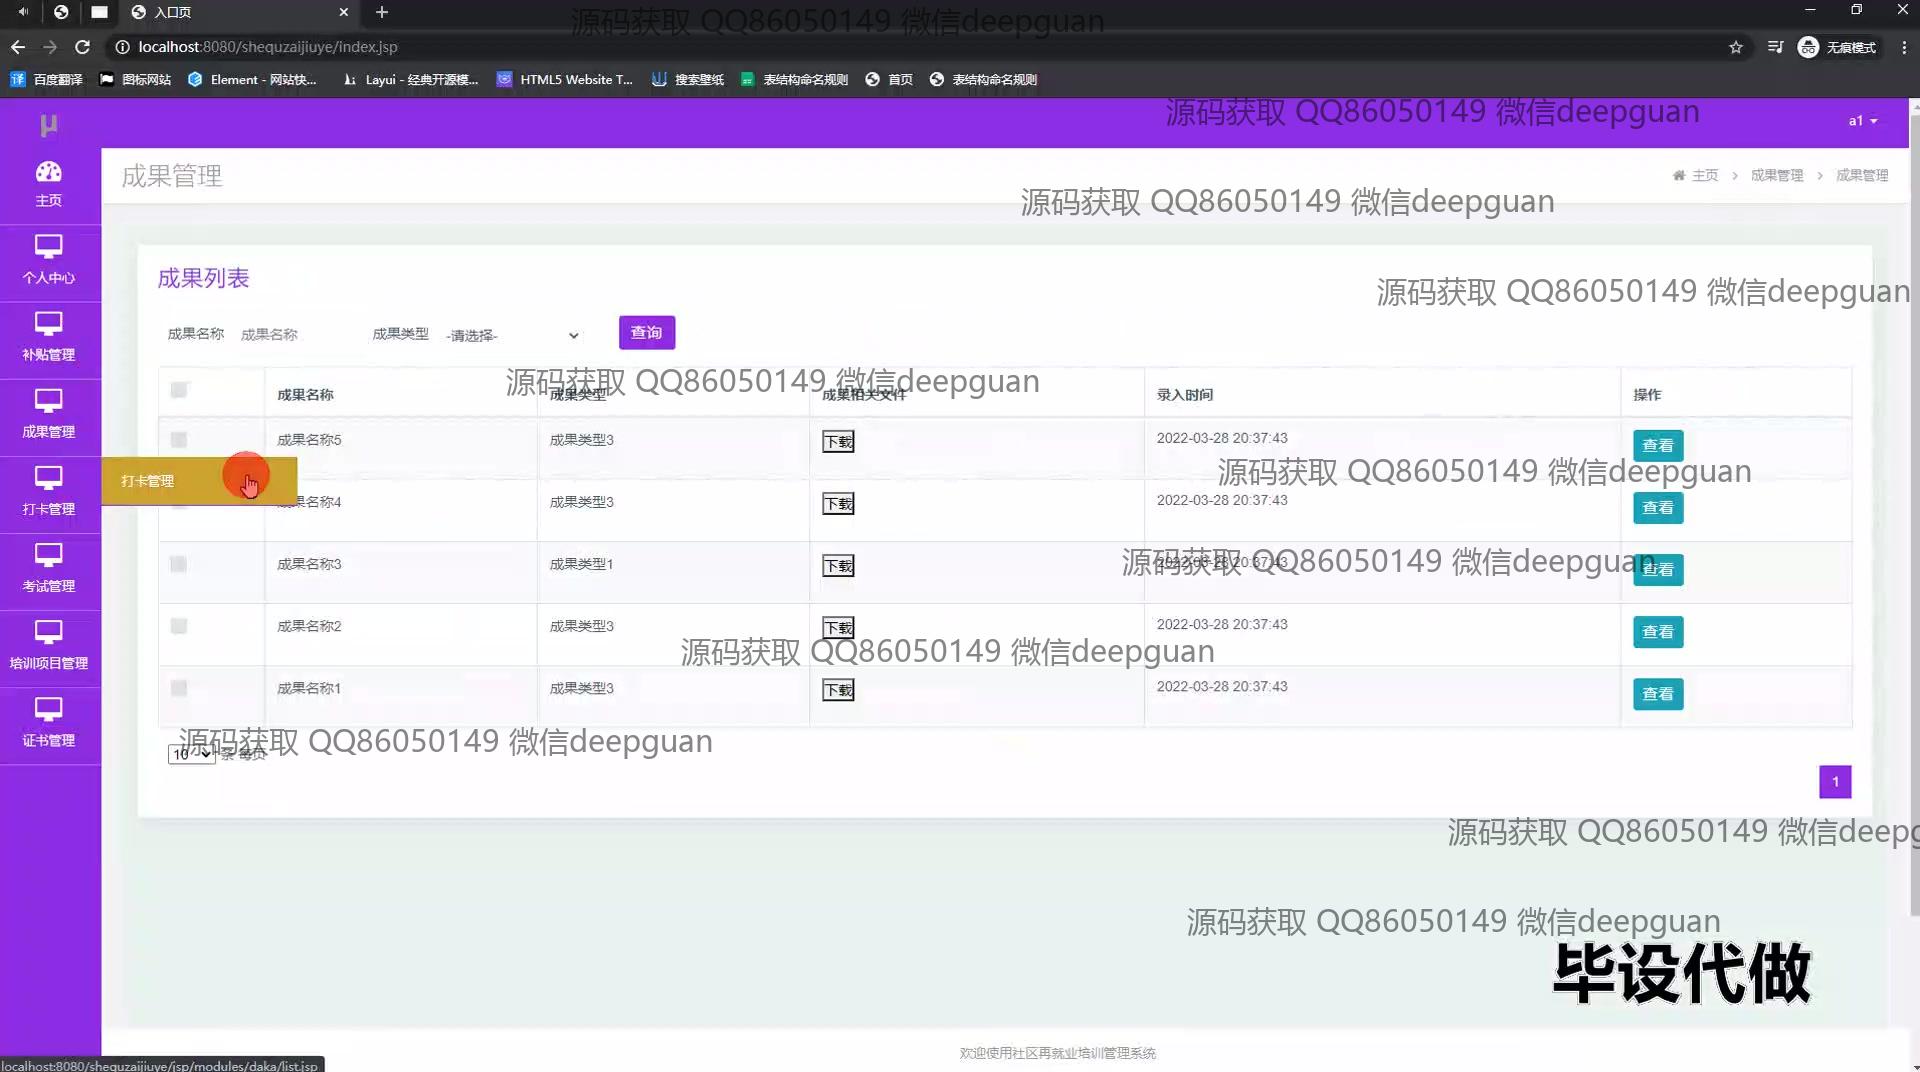 入口页
localhost:8080/shequzaijiuye/index.jsp
无痕模式
百度翻译 图标网站 Element - 网站快... Layui - 经典开源模... HTML5 Website T... 搜索壁纸 表结构命名规则 首页 表结构命名规则
源码获取 QQ86050149 微信deepguan
源码获取 QQ86050149 微信deepguan
μ
a1
主页
成果管理
主页 > 成果管理 > 成果管理
源码获取 QQ86050149 微信deepguan
个人中心
成果列表
源码获取 QQ86050149 微信deepguan
补贴管理
成果名称 成果名称 成果类型 -请选择- 查询
源码获取 QQ86050149 微信deepguan
成果名称 成果类型 成果相关文件 录入时间 操作
成果管理
成果名称5 成果类型3 下载 2022-03-28 20:37:43 查看
源码获取 QQ86050149 微信deepguan
打卡管理
打卡管理
果名称4 成果类型3 下载 2022-03-28 20:37:43 查看
源码获取 QQ86050149 微信deepguan
成果名称3 成果类型1 下载 2022-03-28 20:37:43 查看
考试管理
成果名称2 成果类型3 下载 2022-03-28 20:37:43 查看
源码获取 QQ86050149 微信deepguan
培训项目管理
成果名称1 成果类型3 下载 2022-03-28 20:37:43 查看
证书管理
源码获取 QQ86050149 微信deepguan
10 条 每页
1
源码获取 QQ86050149 微信deepg
源码获取 QQ86050149 微信deepguan
毕设代做
欢迎使用社区再就业培训管理系统
localhost:8080/shequzaijiuye/jsp/modules/daka/list.jsp